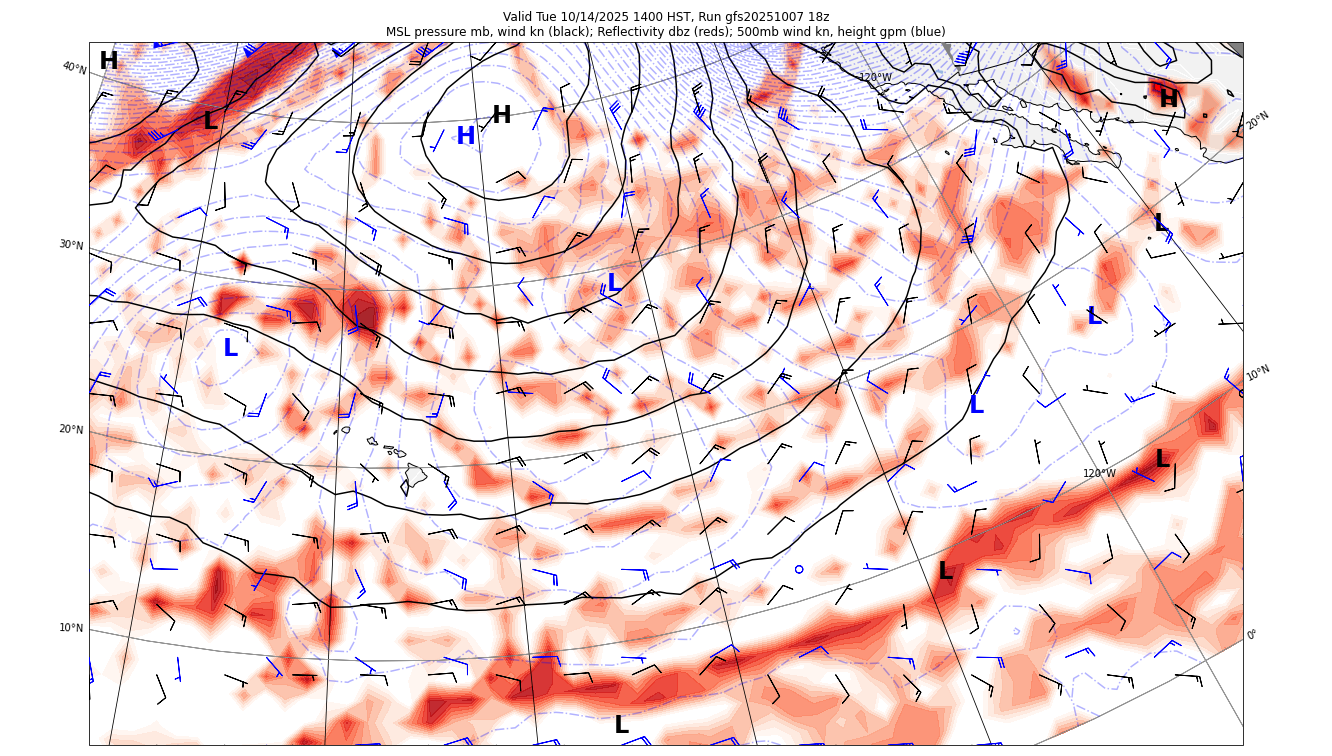 Valid Tue 10/14/2025 1400 HST, Run gfs20251007 18z
MSL pressure mb, wind kn (black); Reflectivity dbz (reds); 500mb wind kn, height gpm (blue)
H
40°N
120°W
H
L
H
H
20°N
L
30°N
L
L
L
10°N
L
20°N
L
120°W
L
10°N
0°
L